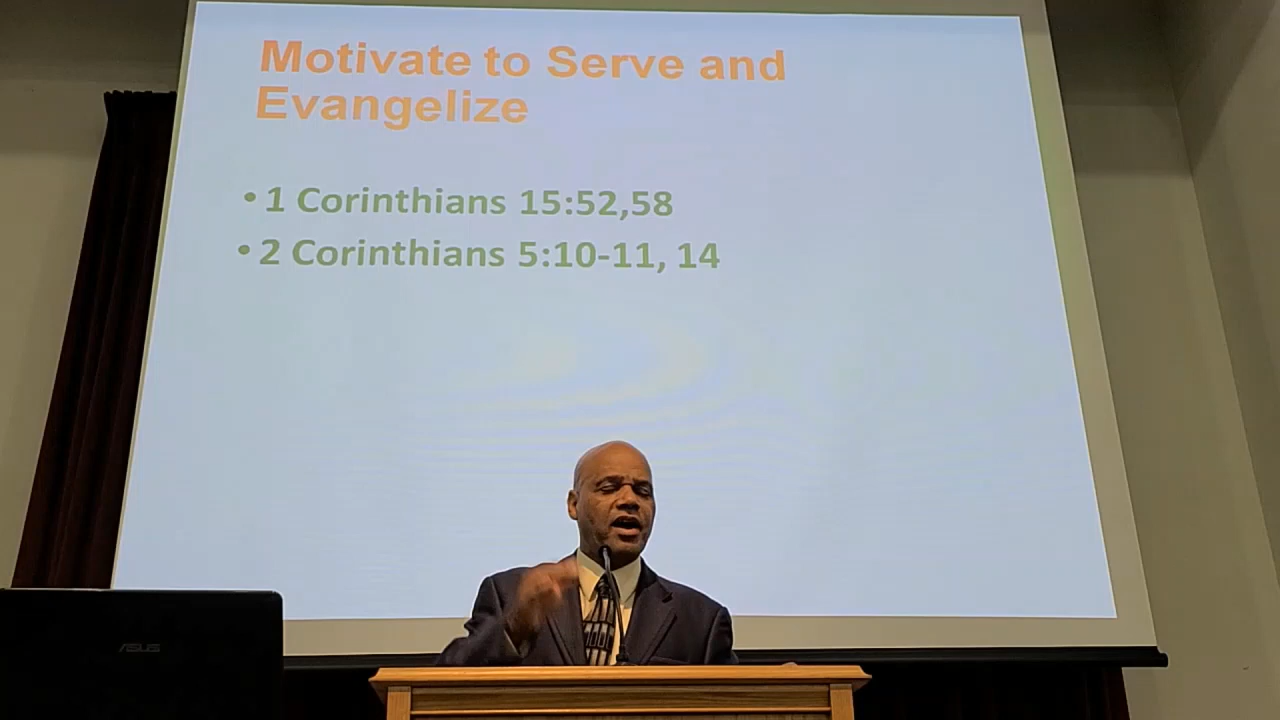 Motivate to Serve and
Evangelize
• 1 Corinthians 15:52,58
• 2 Corinthians 5:10-11, 14
ASUS